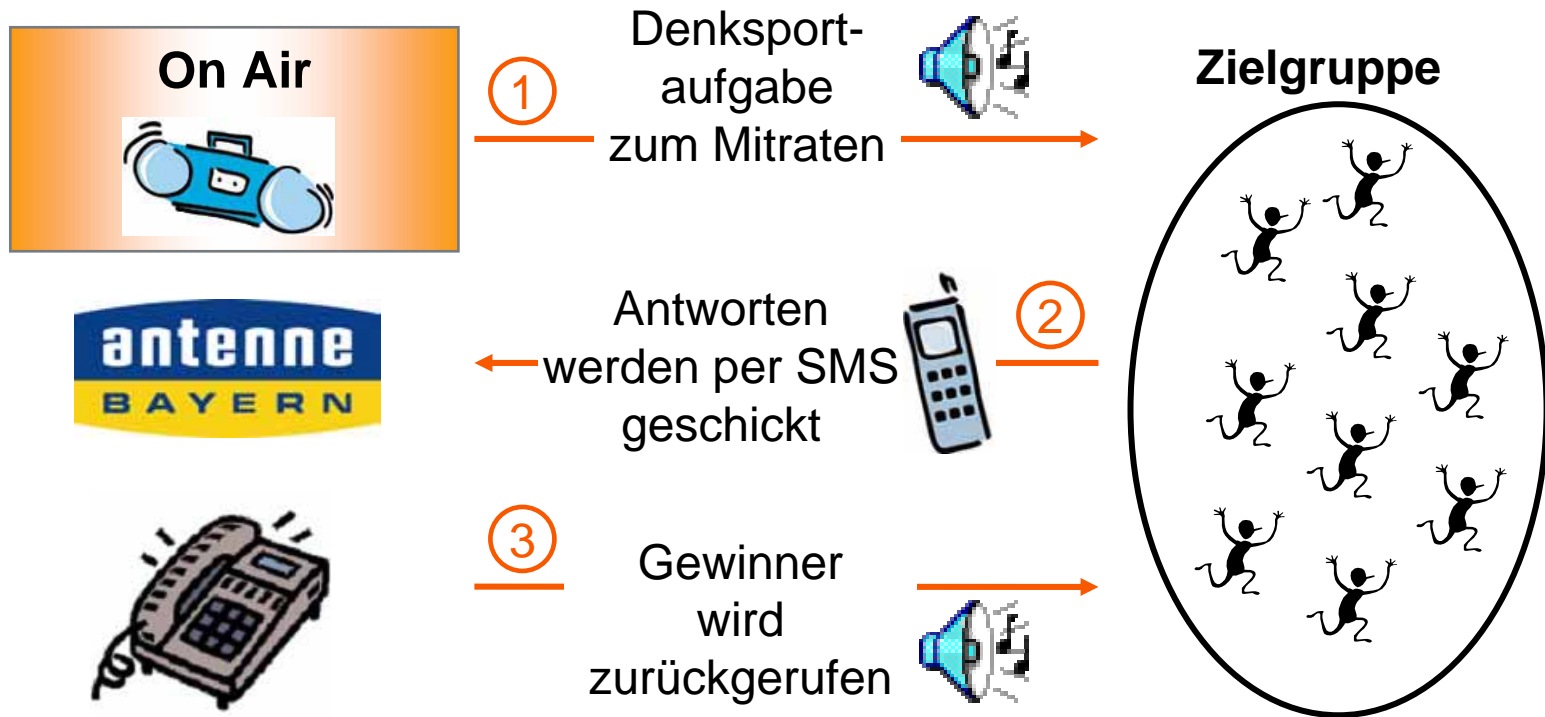 On Air
1
Denksport-
aufgabe
zum Mitraten
Zielgruppe
antenne
BAYERN
Antworten
werden per SMS
geschickt
2
3
Gewinner
wird
zurückgerufen